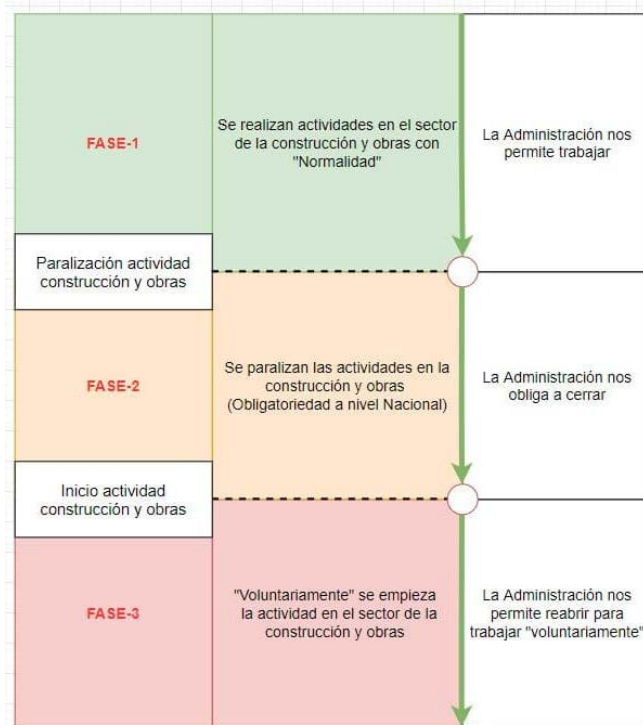 FASE-1
Se realizan actividades en el sector
de la construcción y obras con
"Normalidad"
La Administración nos
permite trabajar
Paralización actividad
construcción y obras
FASE-2
Se paralizan las actividades en la
construcción y obras
(Obligatoriedad a nivel Nacional)
La Administración nos
obliga a cerrar
Inicio actividad
construcción y obras
FASE-3
"Voluntariamente" se empieza
la actividad en el sector de la
construcción y obras
La Administración nos
permite reabrir para
trabajar "voluntariamente"